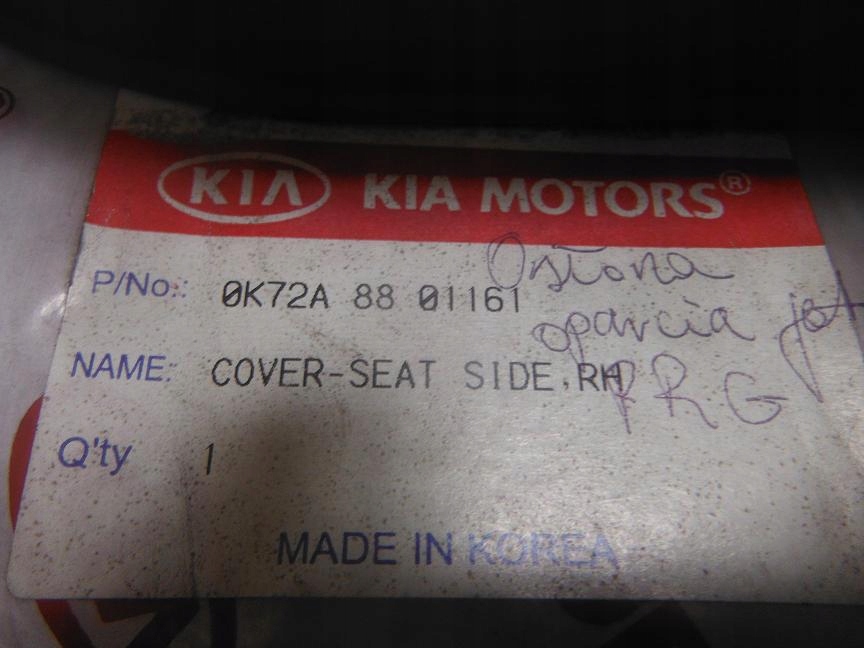 KIA KIA MOTORS®
P/No.: 0K72A 88 01161
Osłona
oparcia
NAME: COVER-SEAT SIDE,RH
PRG
Q'ty 1
MADE IN KOREA